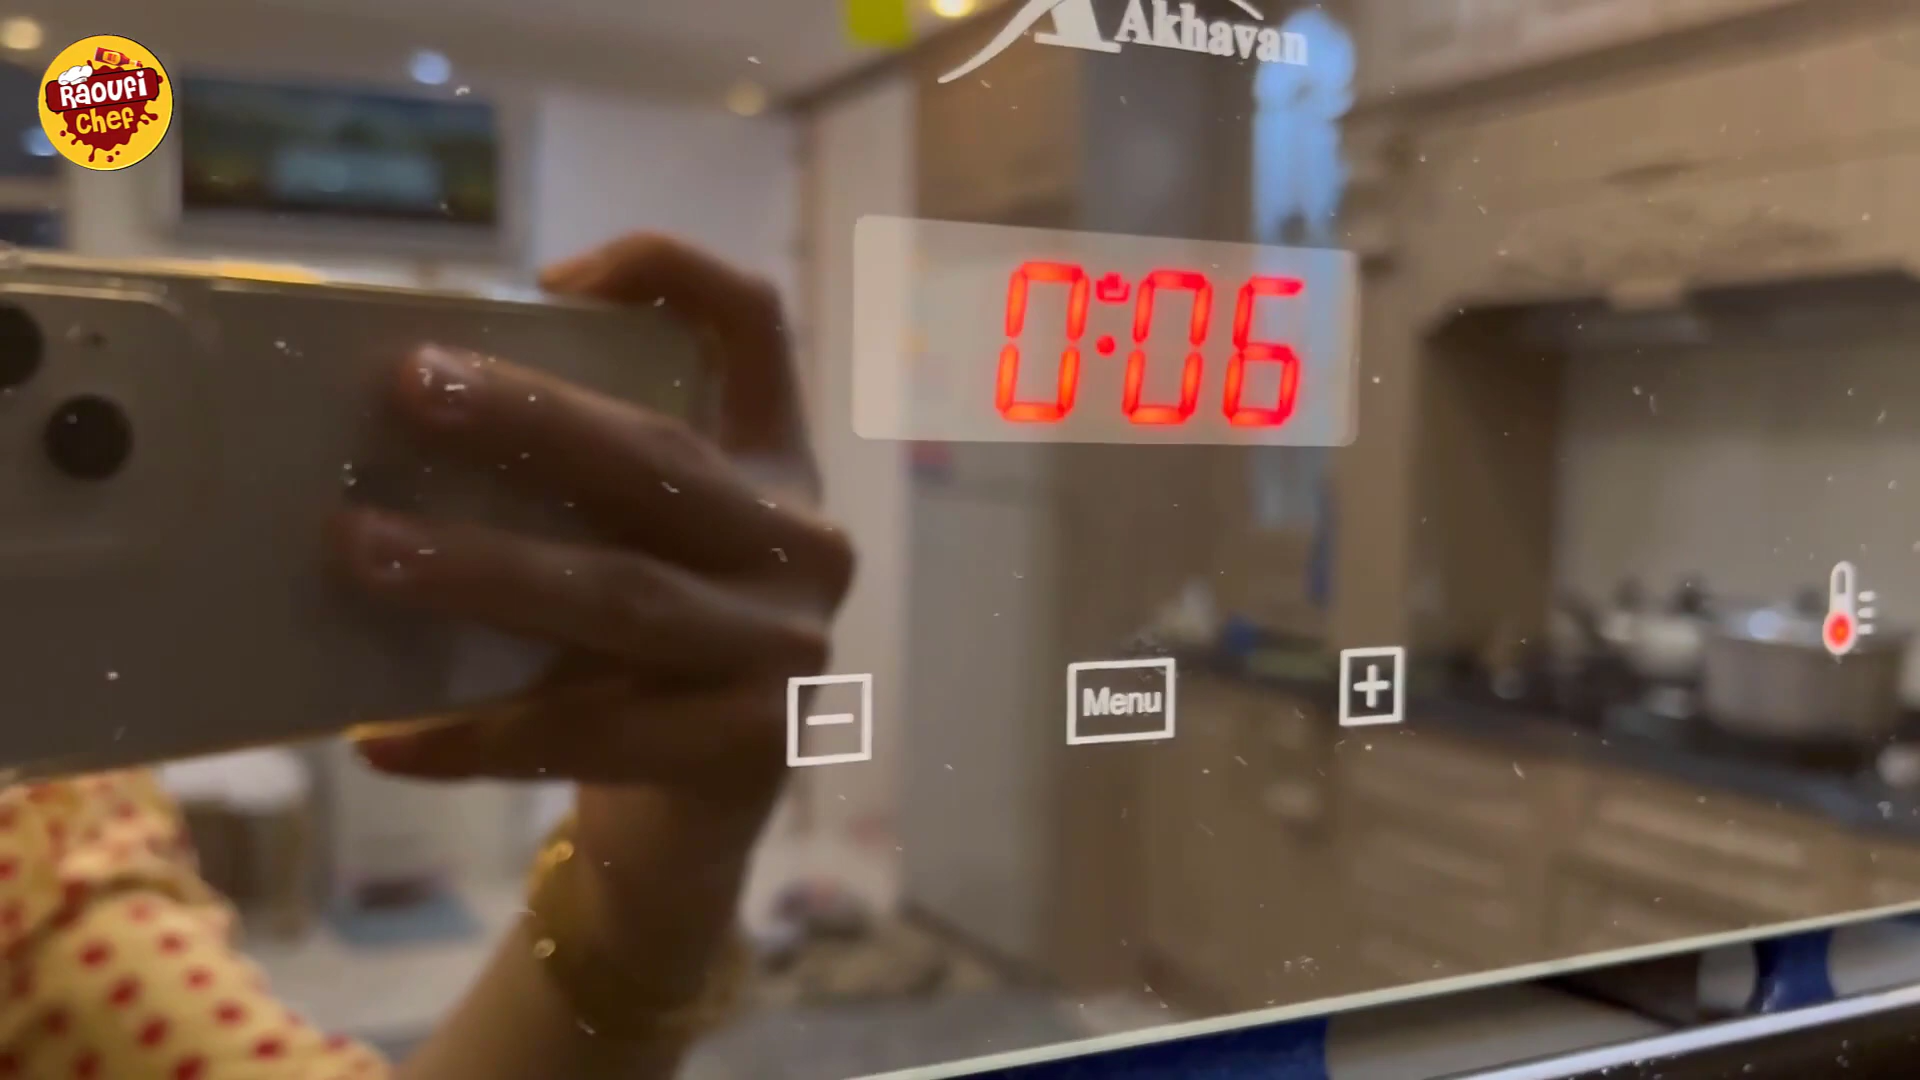 RAOUFI
Chef
Akhavan
0:06
−
Menu
+